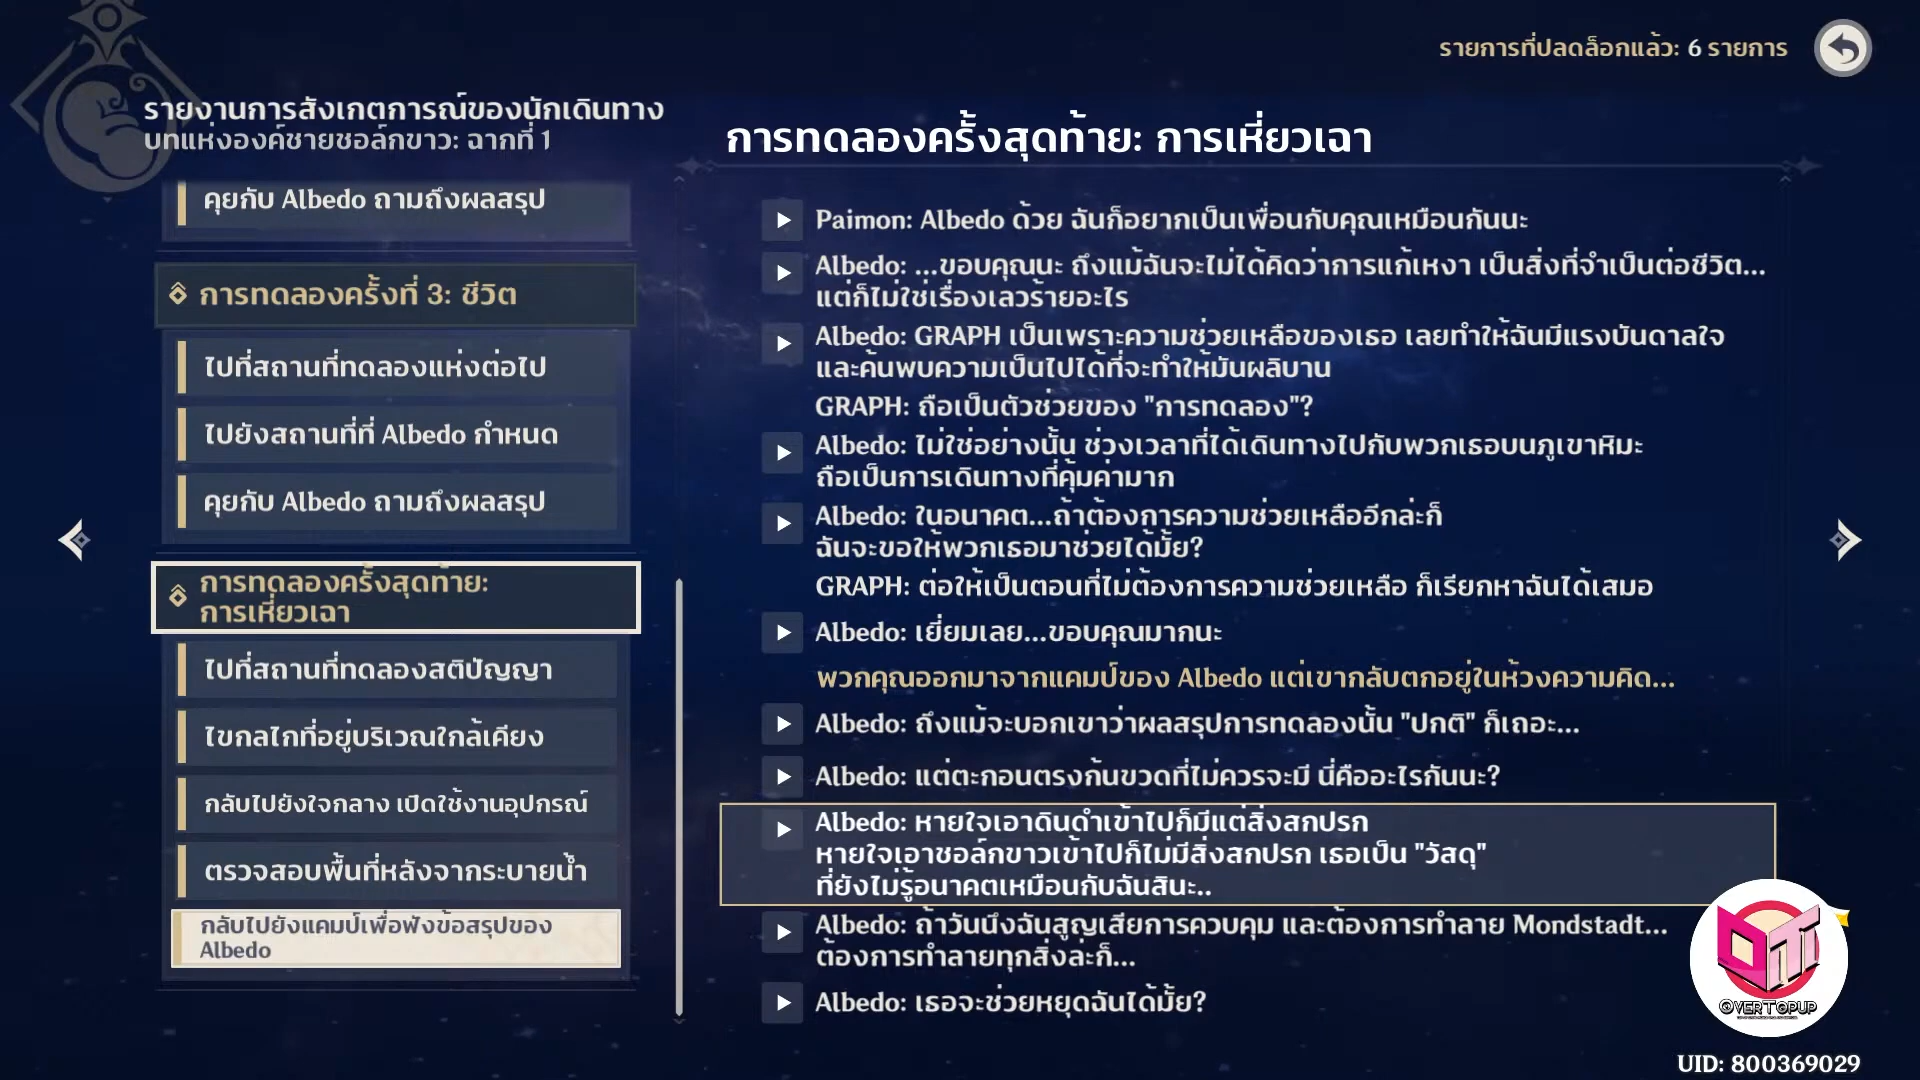 รายการที่ปลดล็อกแล้ว: 6 รายการ
รายงานการสังเกตการณ์ของนักเดินทาง
บทแห่งองค์ชายชอล์กขาว: ฉากที่ 1
คุยกับ Albedo ถามถึงผลสรุป
การทดลองครั้งที่ 3: ชีวิต
ไปที่สถานที่ทดลองแห่งต่อไป
ไปยังสถานที่ที่ Albedo กำหนด
คุยกับ Albedo ถามถึงผลสรุป
การทดลองครั้งสุดท้าย:
การเหี่ยวเฉา
ไปที่สถานที่ทดลองสติปัญญา
ไขกลไกที่อยู่บริเวณใกล้เคียง
กลับไปยังใจกลาง เปิดใช้งานอุปกรณ์
ตรวจสอบพื้นที่หลังจากระบายน้ำ
กลับไปยังแคมป์เพื่อฟังข้อสรุปของ
Albedo
การทดลองครั้งสุดท้าย: การเหี่ยวเฉา
Paimon: Albedo ด้วย ฉันก็อยากเป็นเพื่อนกับคุณเหมือนกันนะ
Albedo: ...ขอบคุณนะ ถึงแม้ฉันจะไม่ได้คิดว่าการแก้เหงา เป็นสิ่งที่จำเป็นต่อชีวิต...
แต่ก็ไม่ใช่เรื่องเลวร้ายอะไร
Albedo: GRAPH เป็นเพราะความช่วยเหลือของเธอ เลยทำให้ฉันมีแรงบันดาลใจ
และค้นพบความเป็นไปได้ที่จะทำให้มันผลิบาน
GRAPH: ถือเป็นตัวช่วยของ "การทดลอง"?
Albedo: ไม่ใช่อย่างนั้น ช่วงเวลาที่ได้เดินทางไปกับพวกเธอบนภูเขาหิมะ
ถือเป็นการเดินทางที่คุ้มค่ามาก
Albedo: ในอนาคต...ถ้าต้องการความช่วยเหลืออีกล่ะก็
ฉันจะขอให้พวกเธอมาช่วยได้มั้ย?
GRAPH: ต่อให้เป็นตอนที่ไม่ต้องการความช่วยเหลือ ก็เรียกหาฉันได้เสมอ
Albedo: เยี่ยมเลย...ขอบคุณมากนะ
พวกคุณออกมาจากแคมป์ของ Albedo แต่เขากลับตกอยู่ในห้วงความคิด...
Albedo: ถึงแม้จะบอกเขาว่าผลสรุปการทดลองนั้น "ปกติ" ก็เถอะ...
Albedo: แต่ตะกอนตรงก้นขวดที่ไม่ควรจะมี นี่คืออะไรกันนะ?
Albedo: หายใจเอาดินดำเข้าไปก็มีแต่สิ่งสกปรก
หายใจเอาชอล์กขาวเข้าไปก็ไม่มีสิ่งสกปรก เธอเป็น "วัสดุ"
ที่ยังไม่รู้อนาคตเหมือนกับฉันสินะ..
Albedo: ถ้าวันนึงฉันสูญเสียการควบคุม และต้องการทำลาย Mondstadt...
ต้องการทำลายทุกสิ่งล่ะก็...
Albedo: เธอจะช่วยหยุดฉันได้มั้ย?
OVERTOPUP
UID: 800369029